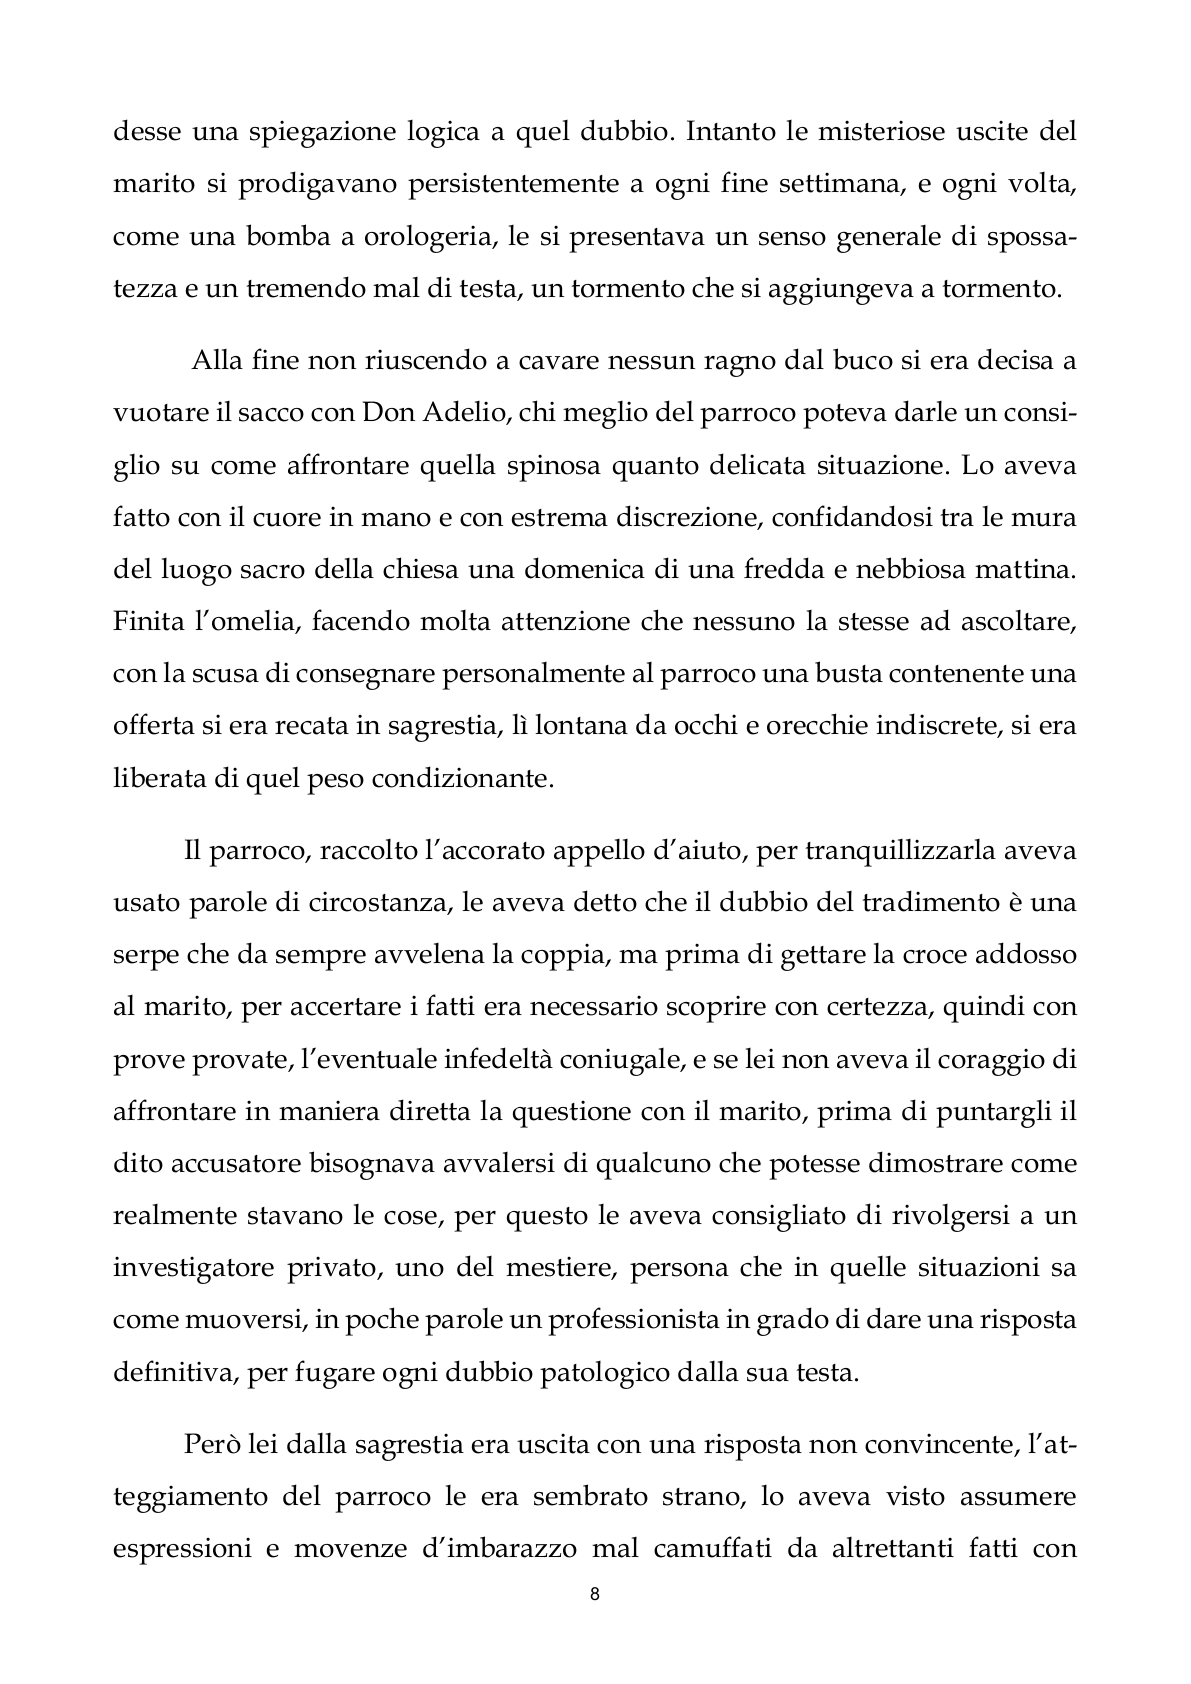 desse una spiegazione logica a quel dubbio. Intanto le misteriose uscite del
marito si prodigavano persistentemente a ogni fine settimana, e ogni volta,
come una bomba a orologeria, le si presentava un senso generale di spossa-
tezza e un tremendo mal di testa, un tormento che si aggiungeva a tormento.
Alla fine non riuscendo a cavare nessun ragno dal buco si era decisa a
vuotare il sacco con Don Adelio, chi meglio del parroco poteva darle un consi-
glio su come affrontare quella spinosa quanto delicata situazione. Lo aveva
fatto con il cuore in mano e con estrema discrezione, confidandosi tra le mura
del luogo sacro della chiesa una domenica di una fredda e nebbiosa mattina.
Finita l’omelia, facendo molta attenzione che nessuno la stesse ad ascoltare,
con la scusa di consegnare personalmente al parroco una busta contenente una
offerta si era recata in sagrestia, lì lontana da occhi e orecchie indiscrete, si era
liberata di quel peso condizionante.
Il parroco, raccolto l’accorato appello d’aiuto, per tranquillizzarla aveva
usato parole di circostanza, le aveva detto che il dubbio del tradimento è una
serpe che da sempre avvelena la coppia, ma prima di gettare la croce addosso
al marito, per accertare i fatti era necessario scoprire con certezza, quindi con
prove provate, l’eventuale infedeltà coniugale, e se lei non aveva il coraggio di
affrontare in maniera diretta la questione con il marito, prima di puntargli il
dito accusatore bisognava avvalersi di qualcuno che potesse dimostrare come
realmente stavano le cose, per questo le aveva consigliato di rivolgersi a un
investigatore privato, uno del mestiere, persona che in quelle situazioni sa
come muoversi, in poche parole un professionista in grado di dare una risposta
definitiva, per fugare ogni dubbio patologico dalla sua testa.
Però lei dalla sagrestia era uscita con una risposta non convincente, l’at-
teggiamento del parroco le era sembrato strano, lo aveva visto assumere
espressioni e movenze d’imbarazzo mal camuffati da altrettanti fatti con
8